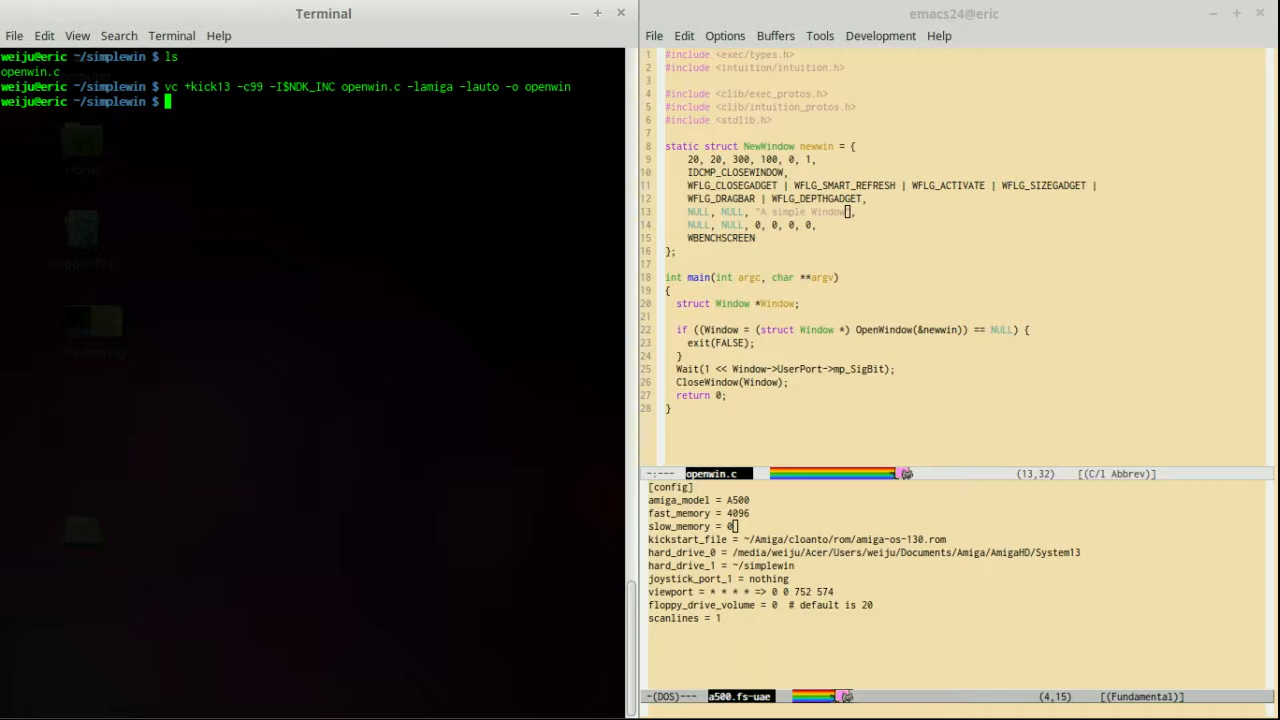 Terminal
File Edit View Search Terminal Help
weiju@eric ~/simplewin $ ls
openwin.c
weiju@eric ~/simplewin $ vc +kick13 -c99 -I$NDK_INC openwin.c -lamiga -lauto -o openwin
weiju@eric ~/simplewin $
emacs24@eric
File Edit Options Buffers Tools Development Help
1 #include <exec/types.h>
2 #include <intuition/intuition.h>
3
4 #include <clib/exec_protos.h>
5 #include <clib/intuition_protos.h>
6 #include <stdlib.h>
7
8 static struct NewWindow newwin = {
9 20, 20, 300, 100, 0, 1,
10 IDCMP_CLOSEWINDOW,
11 WFLG_CLOSEGADGET | WFLG_SMART_REFRESH | WFLG_ACTIVATE | WFLG_SIZEGADGET |
12 WFLG_DRAGBAR | WFLG_DEPTHGADGET,
13 NULL, NULL, "A simple Window",
14 NULL, NULL, 0, 0, 0, 0,
15 WBENCHSCREEN
16 };
17
18 int main(int argc, char **argv)
19 {
20 struct Window *Window;
21
22 if ((Window = (struct Window *) OpenWindow(&newwin)) == NULL) {
23 exit(FALSE);
24 }
25 Wait(1 << Window->UserPort->mp_SigBit);
26 CloseWindow(Window);
27 return 0;
28 }
-:--- openwin.c (13,32) [(C/l Abbrev)]
[config]
amiga_model = A500
fast_memory = 4096
slow_memory = 0
kickstart_file = ~/Amiga/cloanto/rom/amiga-os-130.rom
hard_drive_0 = /media/weiju/Acer/Users/weiju/Documents/Amiga/AmigaHD/System13
hard_drive_1 = ~/simplewin
joystick_port_1 = nothing
viewport = * * * * => 0 0 752 574
floppy_drive_volume = 0 # default is 20
scanlines = 1
-(DOS)--- a500.fs-uae (4,15) [(Fundamental)]